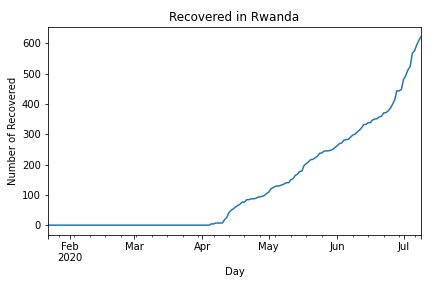 Recovered in Rwanda
Number of Recovered
600
500
400
300
200
100
0
Feb
2020
Mar
Apr
May
Jun
Jul
Day